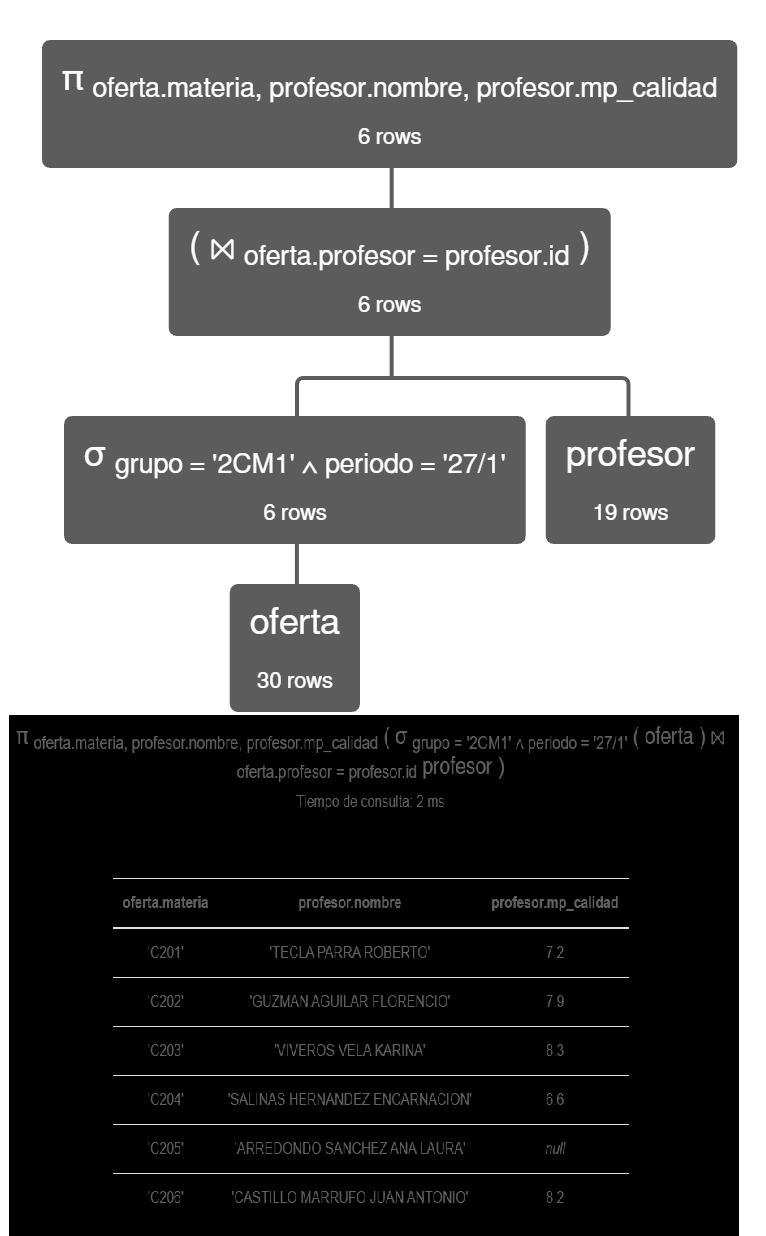 π oferta.materia, profesor.nombre, profesor.mp_calidad
6 rows
( ⋈ oferta.profesor = profesor.id )
6 rows
σ grupo = '2CM1' ∧ periodo = '27/1'
6 rows
profesor
19 rows
oferta
30 rows
π oferta.materia, profesor.nombre, profesor.mp_calidad ( σ grupo = '2CM1' ∧ periodo = '27/1' ( oferta ) ⋈
oferta.profesor = profesor.id profesor )
Tiempo de consulta: 2 ms
oferta.materia profesor.nombre profesor.mp_calidad
'C201' 'TECLA PARRA ROBERTO' 7.2
'C202' 'GUZMAN AGUILAR FLORENCIO' 7.9
'C203' 'VIVEROS VELA KARINA' 8.3
'C204' 'SALINAS HERNANDEZ ENCARNACION' 6.6
'C205' 'ARREDONDO SANCHEZ ANA LAURA' null
'C206' 'CASTILLO MARRUFO JUAN ANTONIO' 8.2